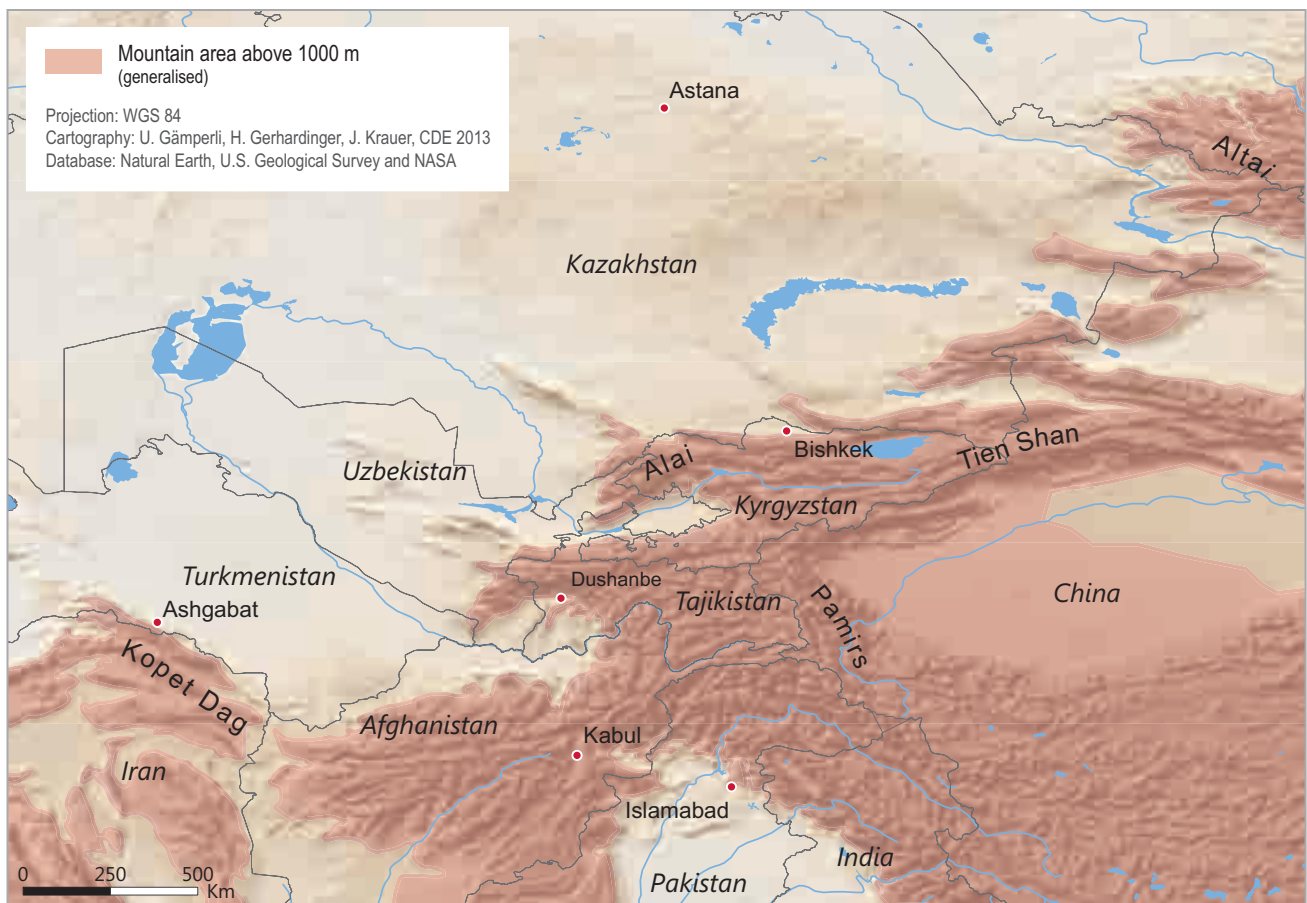 Mountain area above 1000 m
(generalised)
Projection: WGS 84
Cartography: U. Gämperli, H. Gerhardinger, J. Krauer, CDE 2013
Database: Natural Earth, U.S. Geological Survey and NASA
Astana
Altai
Kazakhstan
Bishkek
Tien Shan
Alai
Uzbekistan
Kyrgyzstan
Turkmenistan
Dushanbe
Tajikistan
China
Ashgabat
Pamirs
Kopet Dag
Afghanistan
Kabul
Iran
Islamabad
India
Pakistan
0 250 500
Km